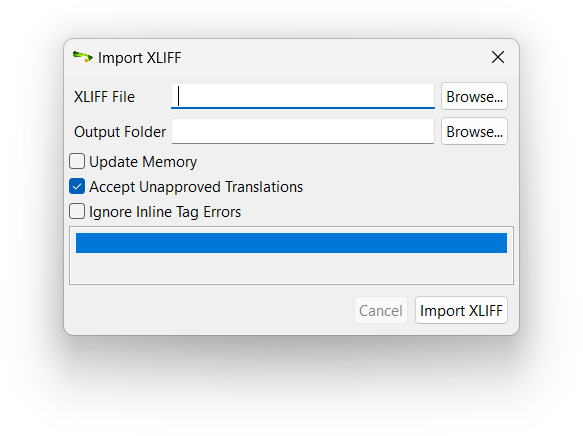 Import XLIFF
XLIFF File Browse...
Output Folder Browse...
Update Memory
Accept Unapproved Translations
Ignore Inline Tag Errors
Cancel Import XLIFF